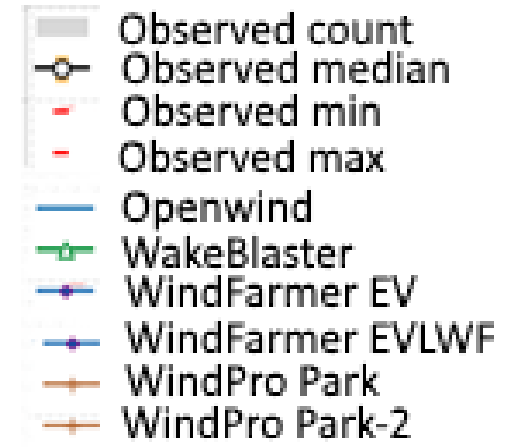 Observed count
Observed median
Observed min
Observed max
Openwind
WakeBlaster
WindFarmer EV
WindFarmer EVLWF
WindPro Park
WindPro Park-2